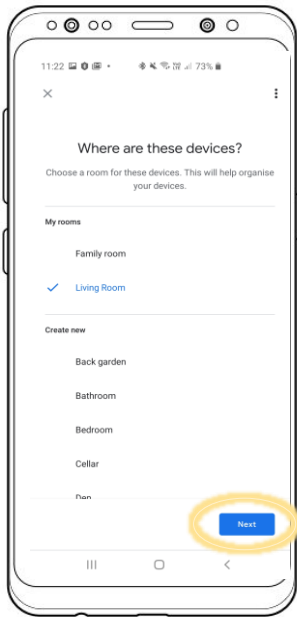 11:22 73%
Where are these devices?
Choose a room for these devices. This will help organise
your devices.
My rooms
Family room
Living Room
Create new
Back garden
Bathroom
Bedroom
Cellar
Den
Next